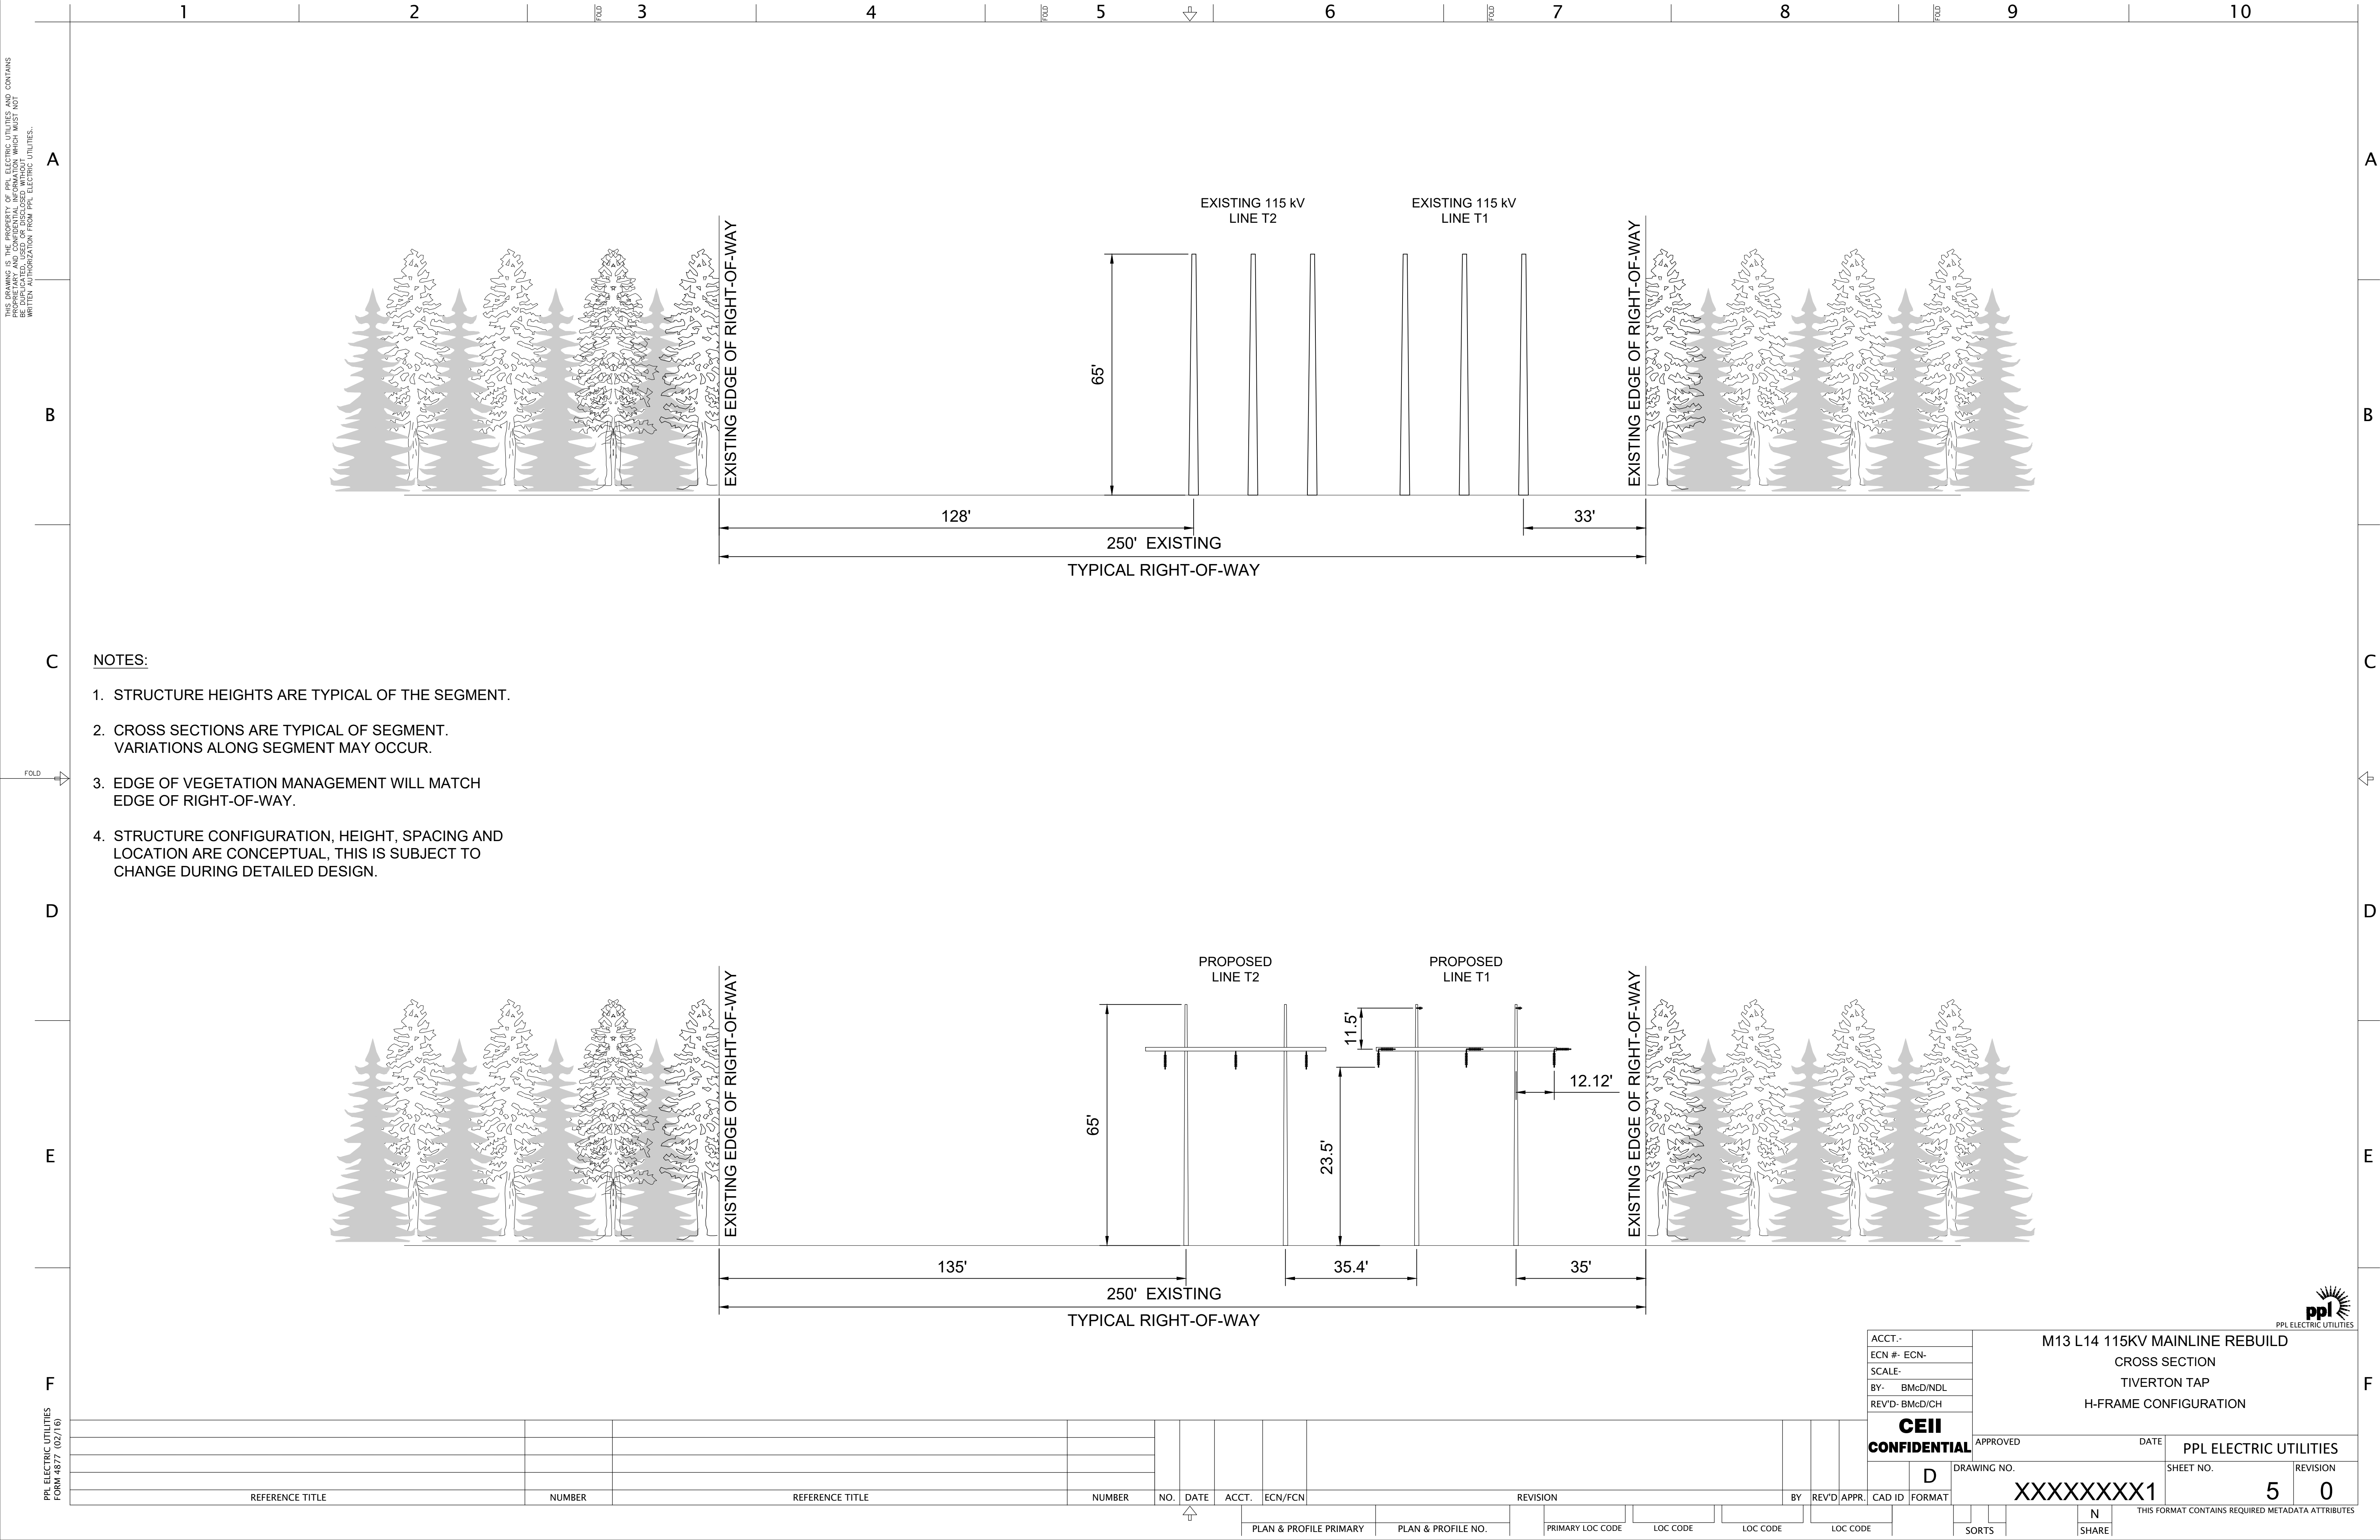 1 2 FOLD 3 4 FOLD 5 6 FOLD 7 8 FOLD 9 10
THIS DRAWING IS THE PROPERTY OF PPL ELECTRIC UTILITIES AND CONTAINS
PROPRIETARY AND CONFIDENTIAL INFORMATION WHICH MUST NOT
BE DUPLICATED, USED OR DISCLOSED WITHOUT
WRITTEN AUTHORIZATION FROM PPL ELECTRIC UTILITIES..
A A
EXISTING 115 kV
LINE T2
EXISTING 115 kV
LINE T1
EXISTING EDGE OF RIGHT-OF-WAY
65'
EXISTING EDGE OF RIGHT-OF-WAY
B B
128' 33'
250' EXISTING
TYPICAL RIGHT-OF-WAY
C C
NOTES:
1. STRUCTURE HEIGHTS ARE TYPICAL OF THE SEGMENT.
2. CROSS SECTIONS ARE TYPICAL OF SEGMENT.
VARIATIONS ALONG SEGMENT MAY OCCUR.
3. EDGE OF VEGETATION MANAGEMENT WILL MATCH
EDGE OF RIGHT-OF-WAY.
4. STRUCTURE CONFIGURATION, HEIGHT, SPACING AND
LOCATION ARE CONCEPTUAL, THIS IS SUBJECT TO
CHANGE DURING DETAILED DESIGN.
FOLD
D D
PROPOSED
LINE T2
PROPOSED
LINE T1
EXISTING EDGE OF RIGHT-OF-WAY
65'
11.5'
23.5'
12.12'
EXISTING EDGE OF RIGHT-OF-WAY
E E
135' 35.4' 35'
250' EXISTING
TYPICAL RIGHT-OF-WAY
F F
ppl
PPL ELECTRIC UTILITIES
ACCT.-
ECN #- ECN-
SCALE-
BY- BMcD/NDL
REV'D- BMcD/CH
CEII
CONFIDENTIAL
M13 L14 115KV MAINLINE REBUILD
CROSS SECTION
TIVERTON TAP
H-FRAME CONFIGURATION
APPROVED DATE
PPL ELECTRIC UTILITIES
D
FORMAT
CAD ID
DRAWING NO.
XXXXXXXX1
SHEET NO.
5
REVISION
0
PPL ELECTRIC UTILITIES
FORM 4877 (02/16)
REFERENCE TITLE NUMBER REFERENCE TITLE NUMBER NO. DATE ACCT. ECN/FCN REVISION BY REV'D APPR.
THIS FORMAT CONTAINS REQUIRED METADATA ATTRIBUTES
PLAN & PROFILE PRIMARY PLAN & PROFILE NO. PRIMARY LOC CODE LOC CODE LOC CODE LOC CODE SORTS
N
SHARE